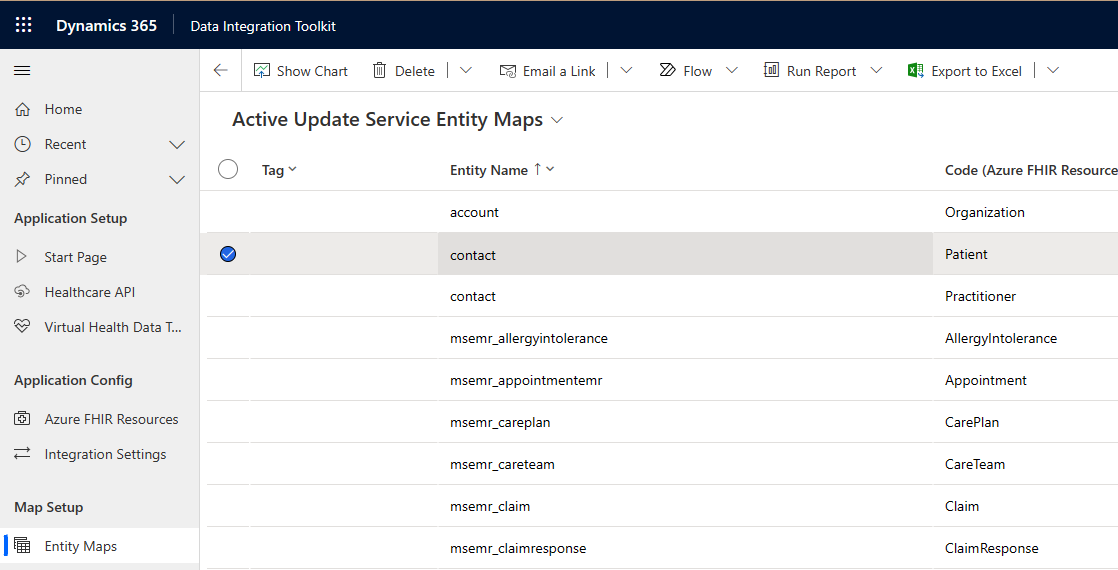 Dynamics 365 Data Integration Toolkit
Show Chart Delete Email a Link Flow Run Report Export to Excel
Home
Recent
Pinned
Application Setup
Start Page
Healthcare API
Virtual Health Data T...
Application Config
Azure FHIR Resources
Integration Settings
Map Setup
Entity Maps
Active Update Service Entity Maps
Tag Entity Name ↑ Code (Azure FHIR Resource
account Organization
contact Patient
contact Practitioner
msemr_allergyintolerance AllergyIntolerance
msemr_appointmentemr Appointment
msemr_careplan CarePlan
msemr_careteam CareTeam
msemr_claim Claim
msemr_claimresponse ClaimResponse